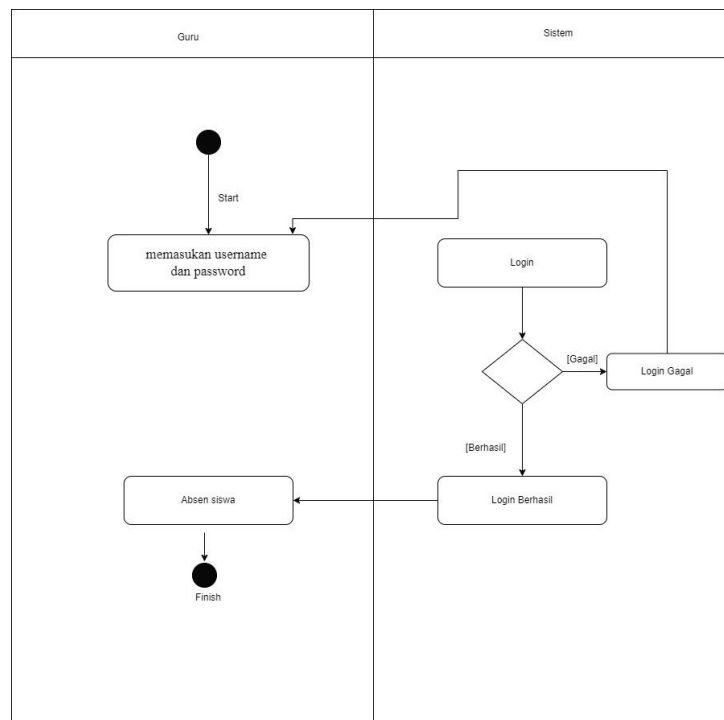 Guru
Sistem
Start
memasukan username
dan password
Login
[Gagal]
Login Gagal
[Berhasil]
Absen siswa
Login Berhasil
Finish